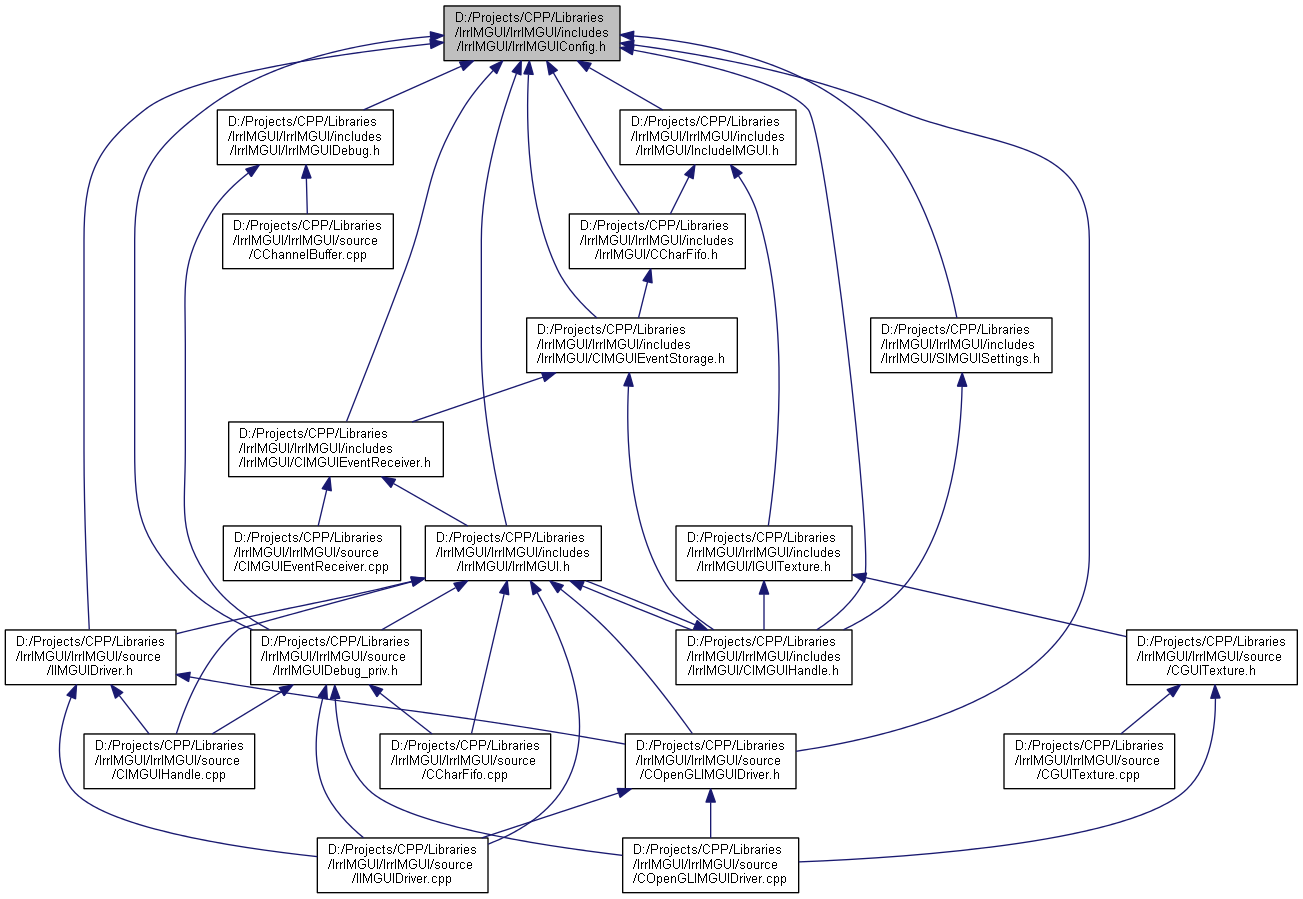 D:/Projects/CPP/Libraries
/IrrIMGUI/IrrIMGUI/includes
/IrrIMGUI/IrrIMGUIConfig.h
D:/Projects/CPP/Libraries
/IrrIMGUI/IrrIMGUI/includes
/IrrIMGUI/IrrIMGUIDebug.h
D:/Projects/CPP/Libraries
/IrrIMGUI/IrrIMGUI/includes
/IrrIMGUI/IncludeIMGUI.h
D:/Projects/CPP/Libraries
/IrrIMGUI/IrrIMGUI/source
/CChannelBuffer.cpp
D:/Projects/CPP/Libraries
/IrrIMGUI/IrrIMGUI/includes
/IrrIMGUI/CCharFifo.h
D:/Projects/CPP/Libraries
/IrrIMGUI/IrrIMGUI/includes
/IrrIMGUI/CIMGUIEventStorage.h
D:/Projects/CPP/Libraries
/IrrIMGUI/IrrIMGUI/includes
/IrrIMGUI/SIMGUISettings.h
D:/Projects/CPP/Libraries
/IrrIMGUI/IrrIMGUI/includes
/IrrIMGUI/CIMGUIEventReceiver.h
D:/Projects/CPP/Libraries
/IrrIMGUI/IrrIMGUI/source
/CIMGUIEventReceiver.cpp
D:/Projects/CPP/Libraries
/IrrIMGUI/IrrIMGUI/includes
/IrrIMGUI/IrrIMGUI.h
D:/Projects/CPP/Libraries
/IrrIMGUI/IrrIMGUI/includes
/IrrIMGUI/IGUITexture.h
D:/Projects/CPP/Libraries
/IrrIMGUI/IrrIMGUI/source
/IIMGUIDriver.h
D:/Projects/CPP/Libraries
/IrrIMGUI/IrrIMGUI/source
/IrrIMGUIDebug_priv.h
D:/Projects/CPP/Libraries
/IrrIMGUI/IrrIMGUI/includes
/IrrIMGUI/CIMGUIHandle.h
D:/Projects/CPP/Libraries
/IrrIMGUI/IrrIMGUI/source
/CGUITexture.h
D:/Projects/CPP/Libraries
/IrrIMGUI/IrrIMGUI/source
/CIMGUIHandle.cpp
D:/Projects/CPP/Libraries
/IrrIMGUI/IrrIMGUI/source
/CCharFifo.cpp
D:/Projects/CPP/Libraries
/IrrIMGUI/IrrIMGUI/source
/COpenGLIMGUIDriver.h
D:/Projects/CPP/Libraries
/IrrIMGUI/IrrIMGUI/source
/CGUITexture.cpp
D:/Projects/CPP/Libraries
/IrrIMGUI/IrrIMGUI/source
/IIMGUIDriver.cpp
D:/Projects/CPP/Libraries
/IrrIMGUI/IrrIMGUI/source
/COpenGLIMGUIDriver.cpp